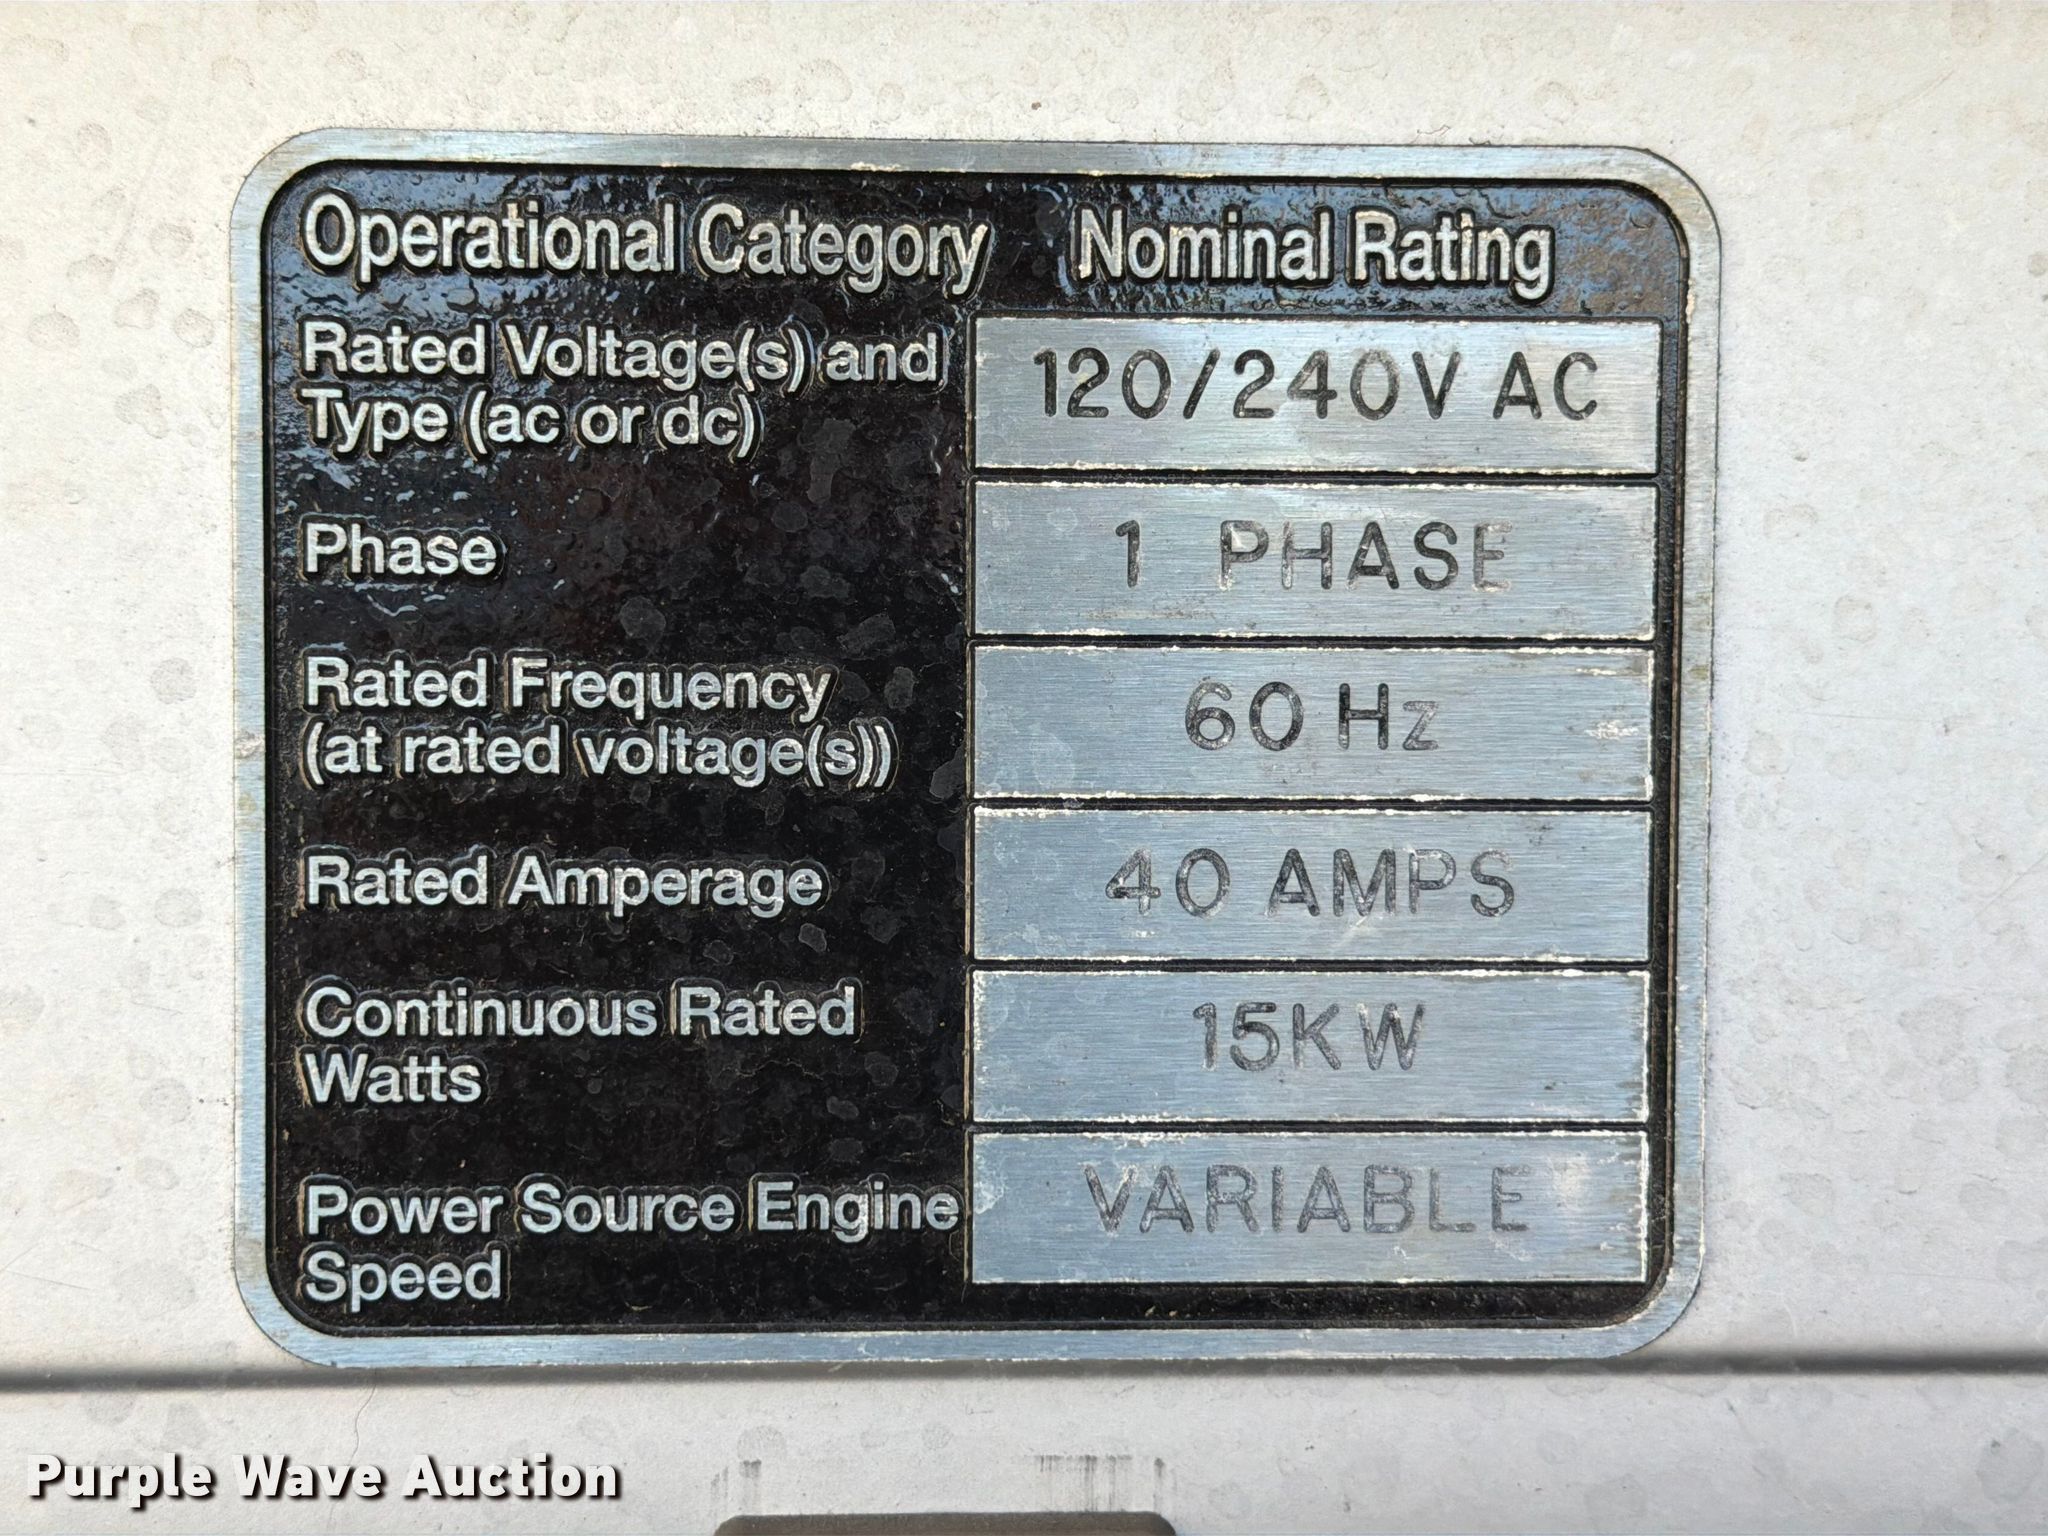 Operational Category Nominal Rating
Rated Voltage(s) and
Type (ac or dc)
120/240V AC
Phase
1 PHASE
Rated Frequency
(at rated voltage(s))
60 Hz
Rated Amperage
40 AMPS
Continuous Rated
Watts
15KW
Power Source Engine
Speed
VARIABLE
Purple Wave Auction